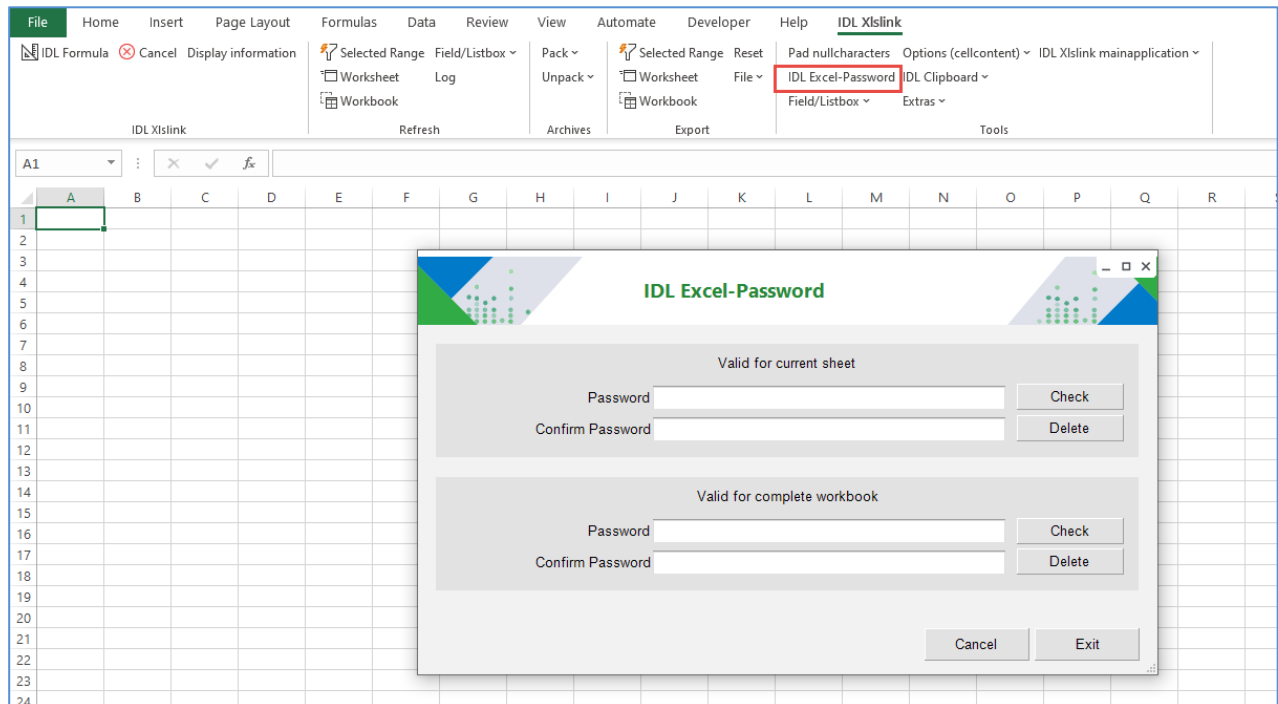 File Home Insert Page Layout Formulas Data Review View Automate Developer Help IDL Xlslink
IDL Formula Cancel Display information Selected Range Field/Listbox Pack Selected Range Reset Pad nullcharacters Options (cellcontent) IDL Xlslink mainapplication
Worksheet Log Unpack Worksheet File IDL Excel-Password IDL Clipboard
Workbook Workbook Field/Listbox Extras
IDL Xlslink Refresh Archives Export Tools
A1 fx
A B C D E F G H I J K L M N O P Q R
1
2
3
4
5
6
7
8
9
10
11
12
13
14
15
16
17
18
19
20
21
22
23
24
IDL Excel-Password
Valid for current sheet
Password Check
Confirm Password Delete
Valid for complete workbook
Password Check
Confirm Password Delete
Cancel Exit